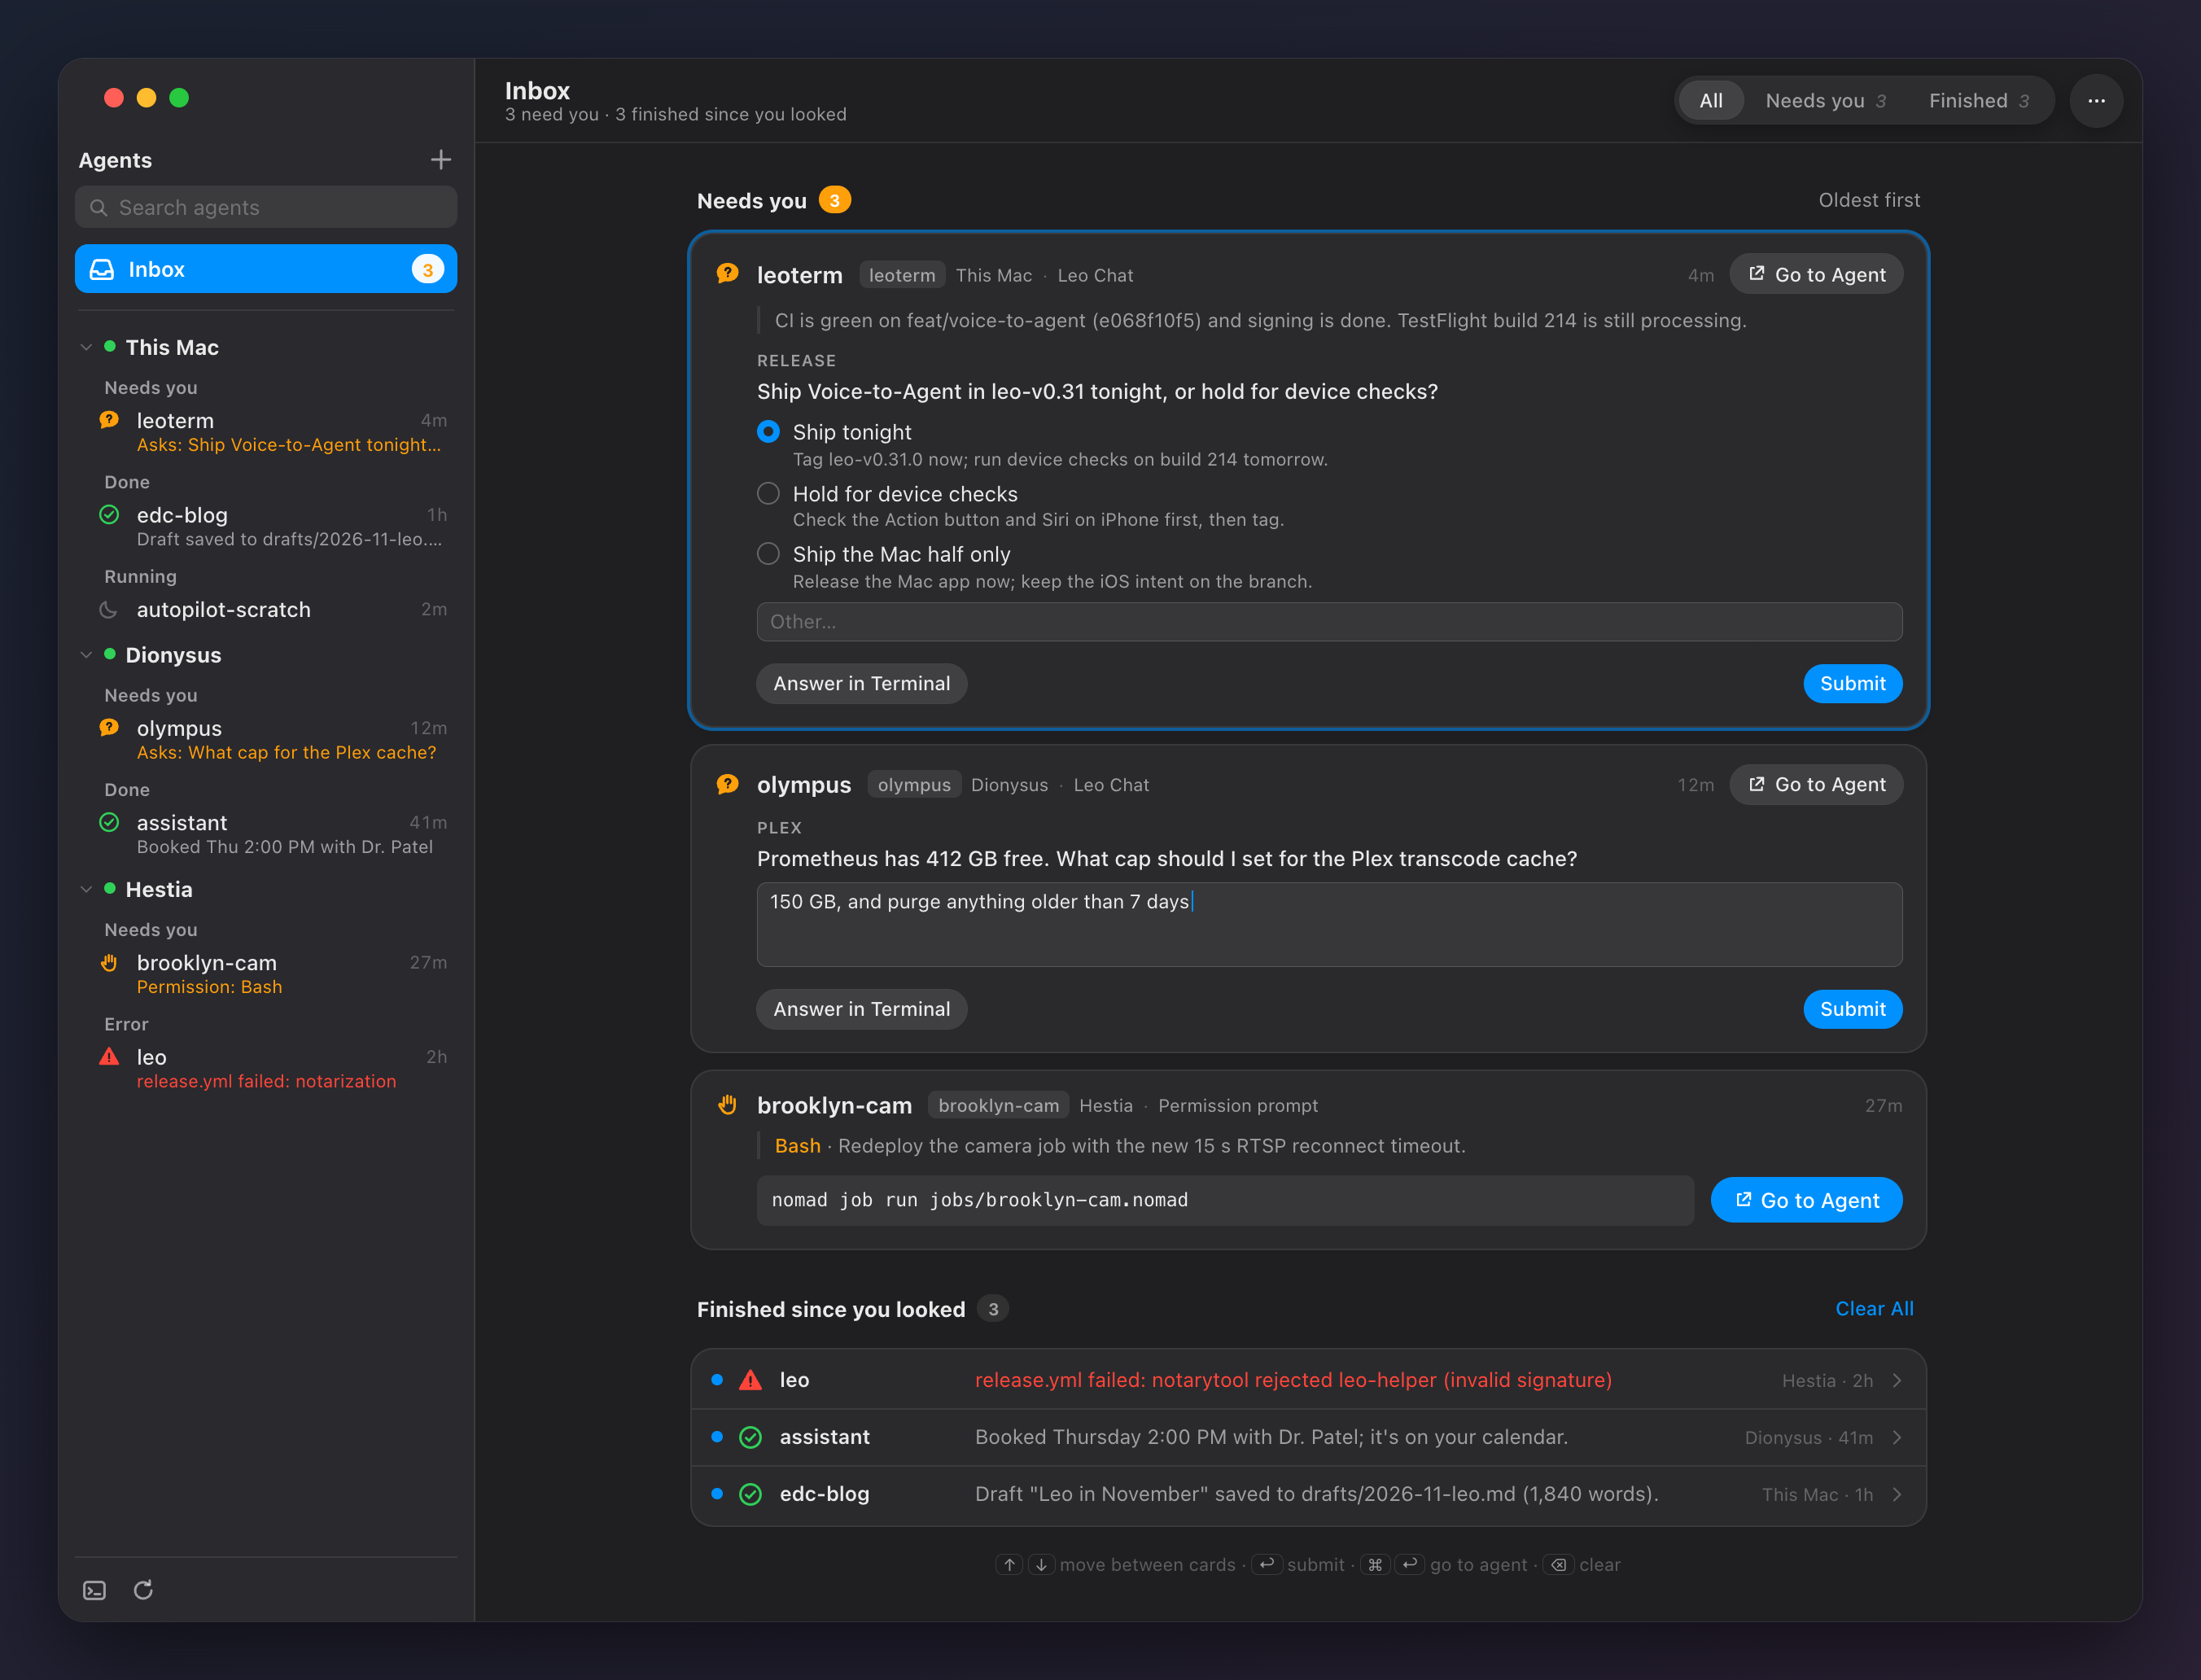 Agents
Search agents
Inbox 3
This Mac
Needs you
leoterm 4m
Asks: Ship Voice-to-Agent tonight...
Done
edc-blog 1h
Draft saved to drafts/2026-11-leo....
Running
autopilot-scratch 2m
Dionysus
Needs you
olympus 12m
Asks: What cap for the Plex cache?
Done
assistant 41m
Booked Thu 2:00 PM with Dr. Patel
Hestia
Needs you
brooklyn-cam 27m
Permission: Bash
Error
leo 2h
release.yml failed: notarization
Inbox
3 need you · 3 finished since you looked
All Needs you 3 Finished 3
Needs you 3 Oldest first
leoterm leoterm This Mac · Leo Chat 4m Go to Agent
CI is green on feat/voice-to-agent (e068f10f5) and signing is done. TestFlight build 214 is still processing.
RELEASE
Ship Voice-to-Agent in leo-v0.31 tonight, or hold for device checks?
Ship tonight
Tag leo-v0.31.0 now; run device checks on build 214 tomorrow.
Hold for device checks
Check the Action button and Siri on iPhone first, then tag.
Ship the Mac half only
Release the Mac app now; keep the iOS intent on the branch.
Other...
Answer in Terminal Submit
olympus olympus Dionysus · Leo Chat 12m Go to Agent
PLEX
Prometheus has 412 GB free. What cap should I set for the Plex transcode cache?
150 GB, and purge anything older than 7 days
Answer in Terminal Submit
brooklyn-cam brooklyn-cam Hestia · Permission prompt 27m
Bash · Redeploy the camera job with the new 15 s RTSP reconnect timeout.
nomad job run jobs/brooklyn-cam.nomad Go to Agent
Finished since you looked 3 Clear All
leo release.yml failed: notarytool rejected leo-helper (invalid signature) Hestia · 2h
assistant Booked Thursday 2:00 PM with Dr. Patel; it's on your calendar. Dionysus · 41m
edc-blog Draft "Leo in November" saved to drafts/2026-11-leo.md (1,840 words). This Mac · 1h
↑ ↓ move between cards · ↩ submit · ⌘ ↩ go to agent · ⌫ clear